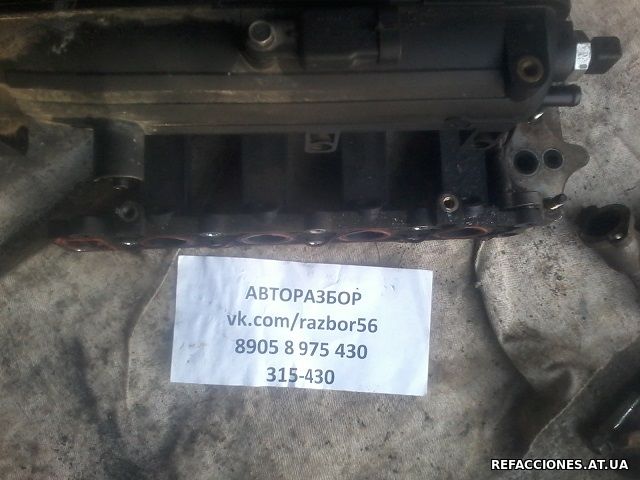 АВТОРАЗБОР
vk.com/razbor56
8905 8 975 430
315-430
REFACCIONES.AT.UA